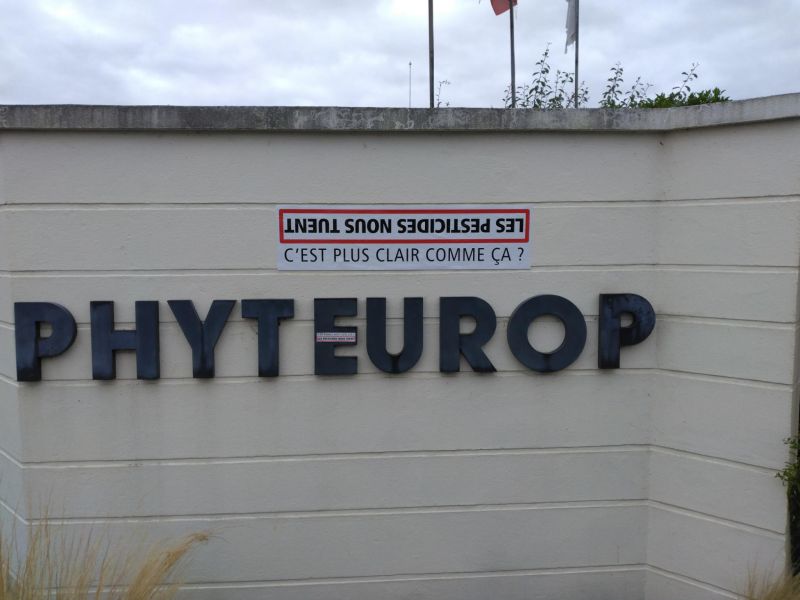 LES PESTICIDES NOUS TUENT
C'EST PLUS CLAIR COMME ÇA ?
PHYTEUROP